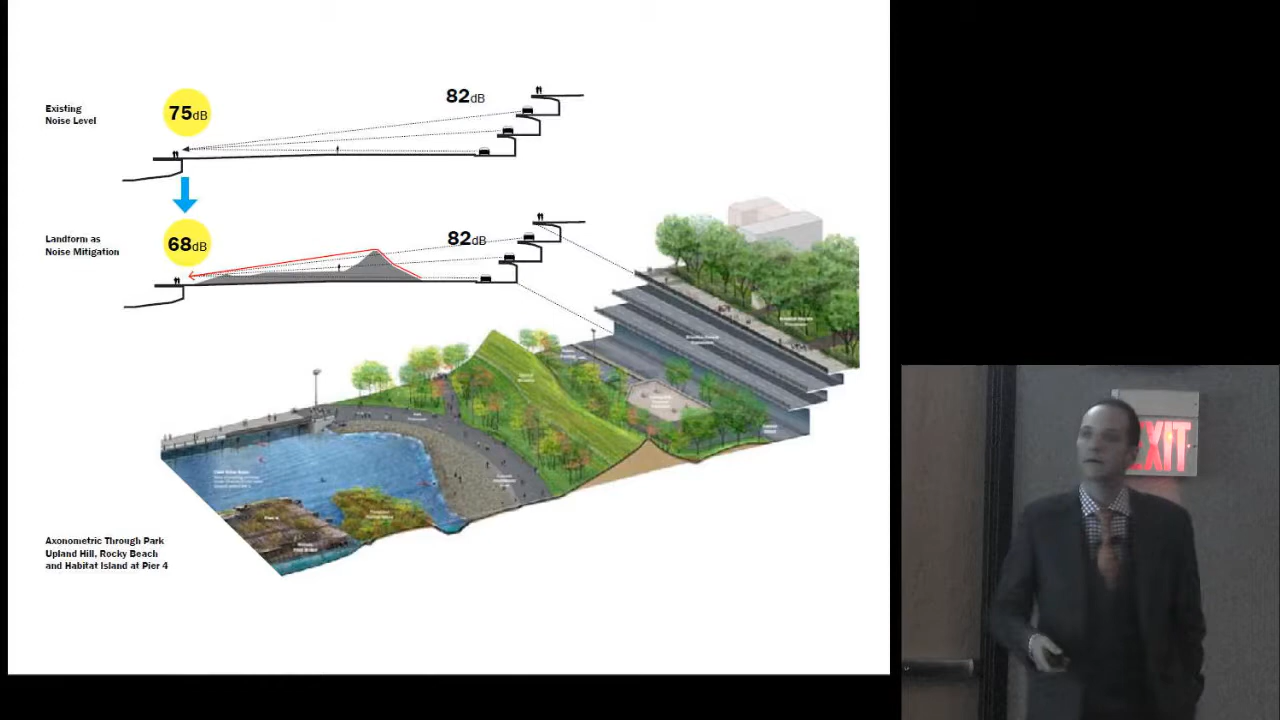 Existing
Noise Level
75dB
82dB
Landform as
Noise Mitigation
68dB
82dB
Axonometric Through Park
Upland Hill, Rocky Beach
and Habitat Island at Pier 4
EXIT